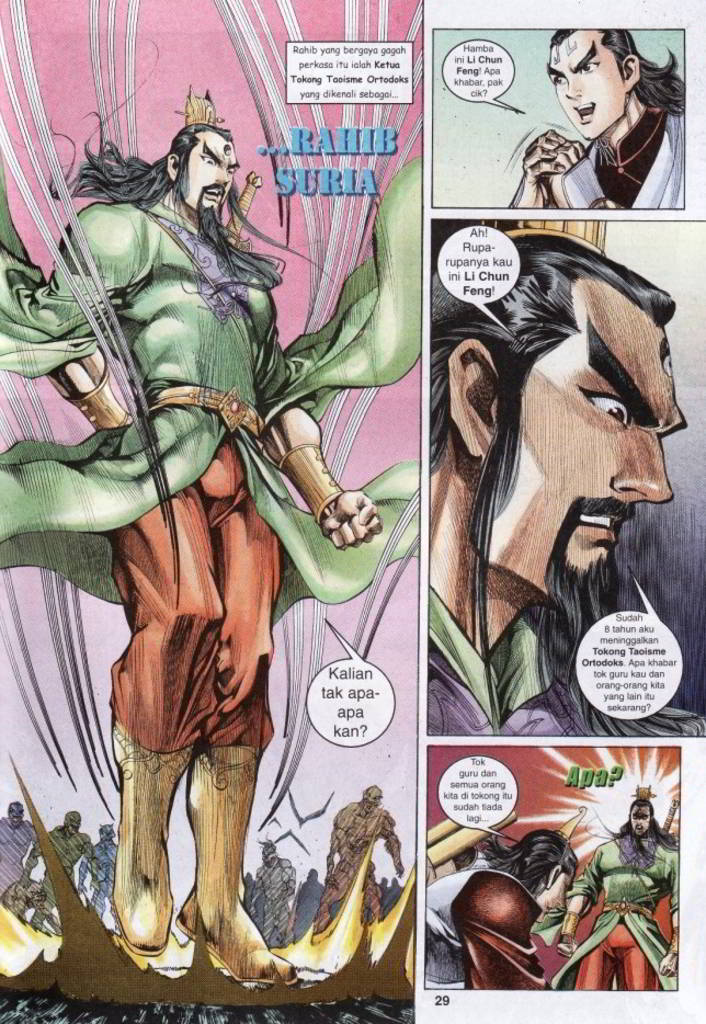 Rahib yang bergaya gagah
perkasa itu ialah Ketua
Tokong Taoisme Ortodoks
yang dikenali sebagai...
...RAHIB
SURIA
Kalian
tak apa-
apa
kan?
Hamba
ini Li Chun
Feng! Apa
khabar, pak
cik?
Ah!
Rupa-
rupanya kau
ini Li Chun
Feng!
Sudah
8 tahun aku
meninggalkan
Tokong Taoisme
Ortodoks. Apa khabar
tok guru kau dan
orang-orang kita
yang lain itu
sekarang?
Tok
guru dan
semua orang
kita di tokong itu
sudah tiada
lagi...
Apa?
29